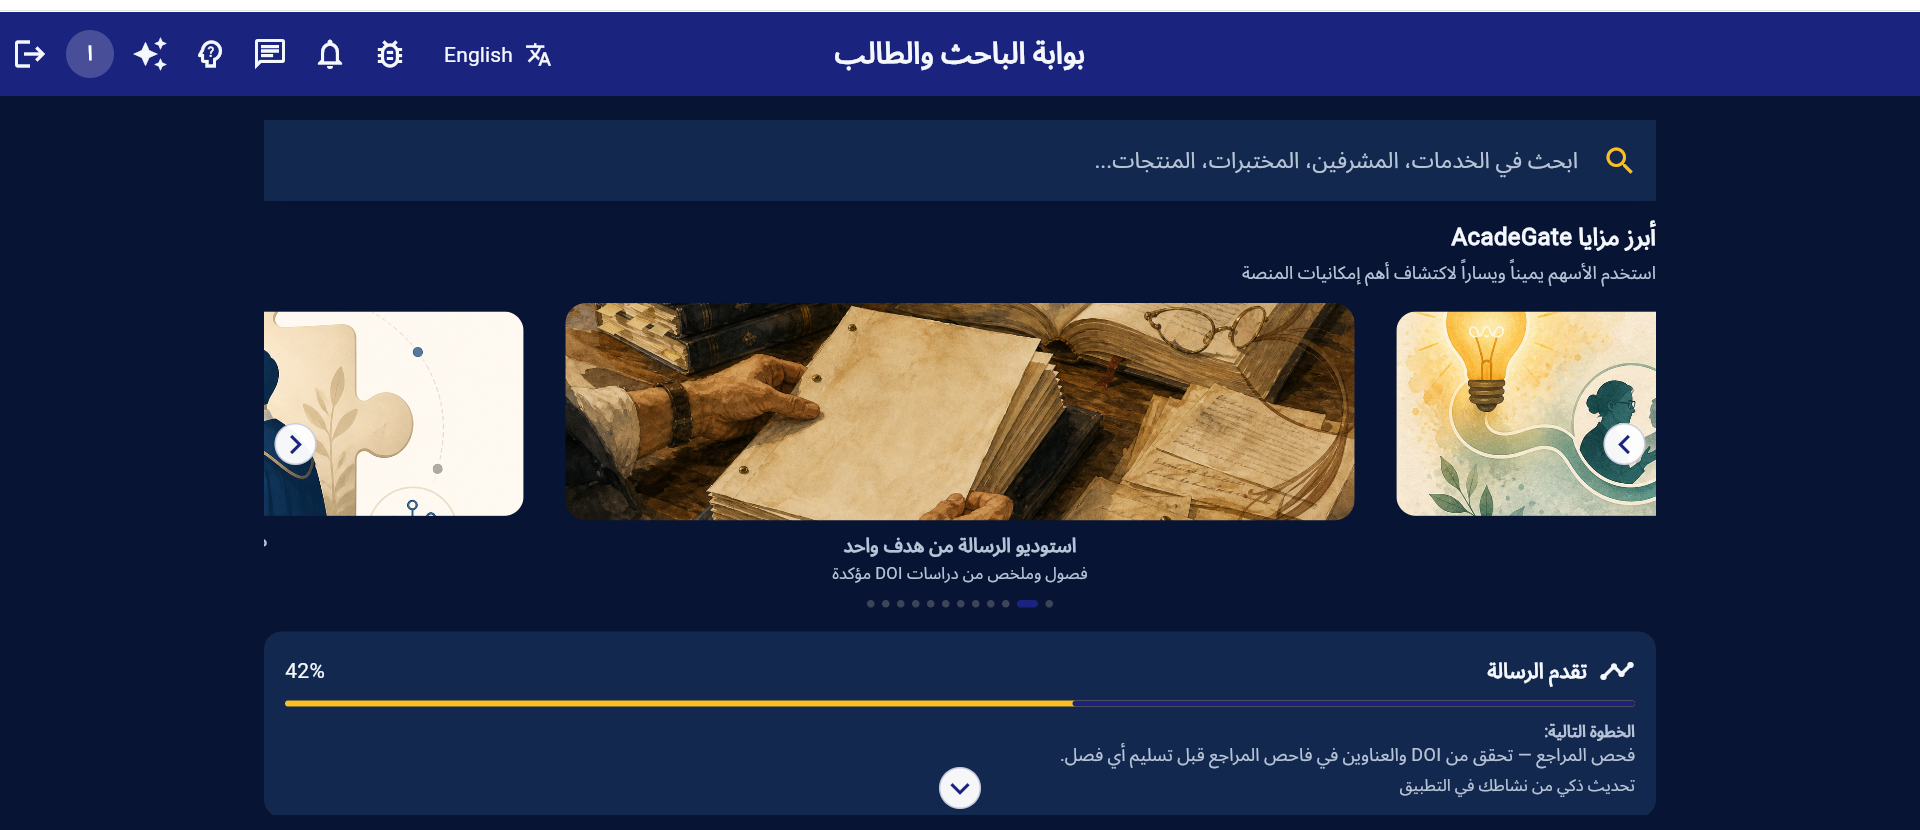 بوابة الباحث والطالب
English
ا
ابحث في الخدمات، المشرفين، المختبرات، المنتجات...
أبرز مزايا AcadeGate
استخدم الأسهم يميناً ويساراً لاكتشاف أهم إمكانيات المنصة
استوديو الرسالة من هدف واحد
فصول وملخص من دراسات DOI مؤكدة
تقدم الرسالة
42%
الخطوة التالية:
فحص المراجع — تحقق من DOI والعناوين في فاحص المراجع قبل تسليم أي فصل.
تحديث ذكي من نشاطك في التطبيق